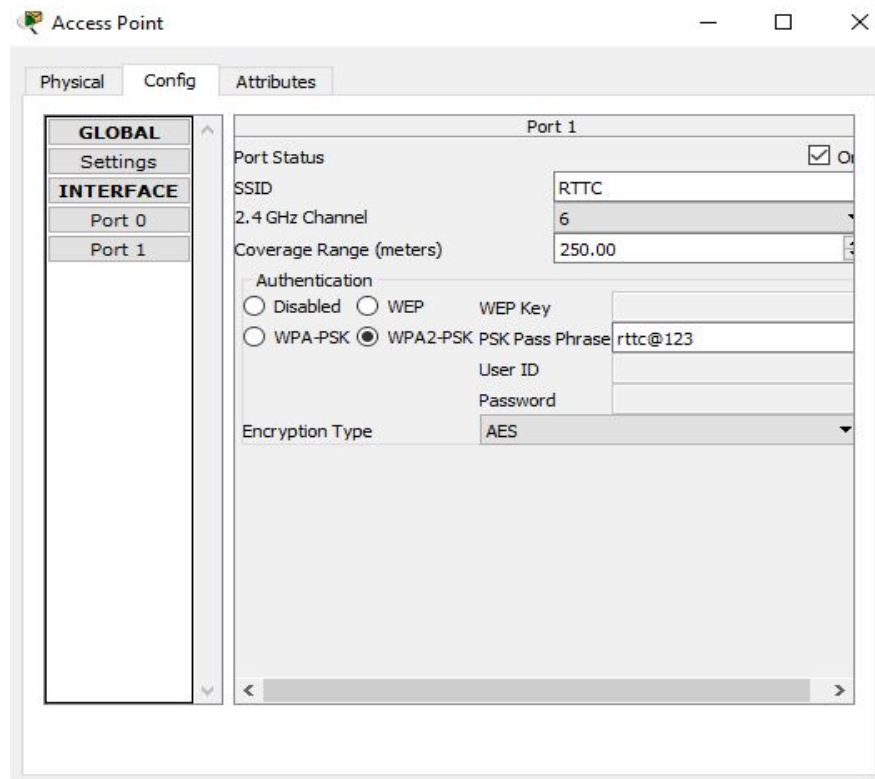 Access Point
Physical Config Attributes
GLOBAL
Settings
INTERFACE
Port 0
Port 1
Port 1
Port Status
SSID RTTC
2.4 GHz Channel 6
Coverage Range (meters) 250.00
Authentication
Disabled WEP WEP Key
WPA-PSK WPA2-PSK PSK Pass Phrase rttc@123
User ID
Password
Encryption Type AES